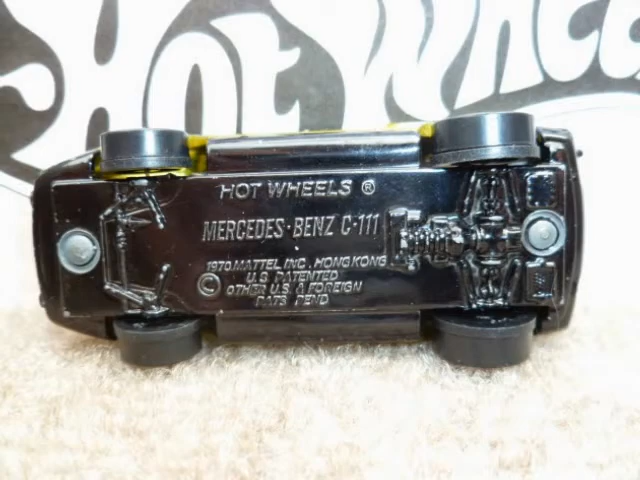 Hot Wheels
HOT WHEELS ®
MERCEDES-BENZ C-111
1970 MATTEL INC. HONG KONG
U.S. PATENTED
© OTHER U.S. & FOREIGN
PATS PEND